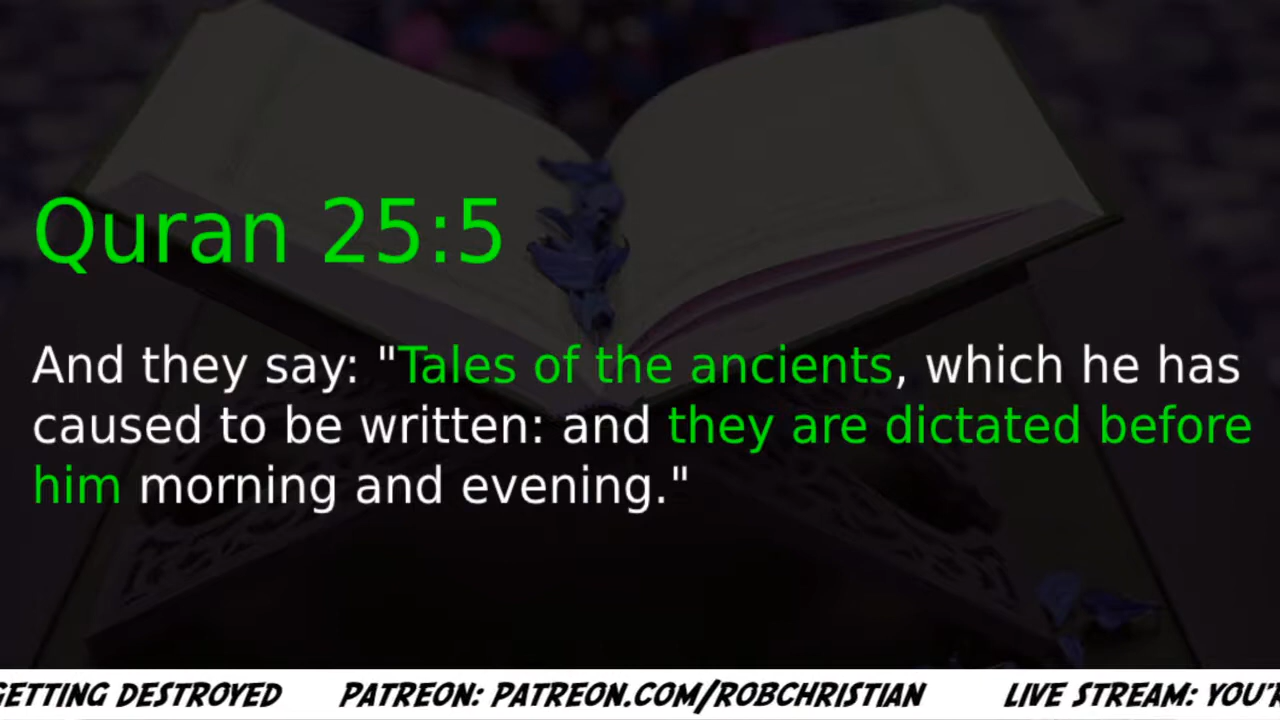 Quran 25:5
And they say: "Tales of the ancients, which he has
caused to be written: and they are dictated before
him morning and evening."
GETTING DESTROYED PATREON: PATREON.COM/ROBCHRISTIAN LIVE STREAM: